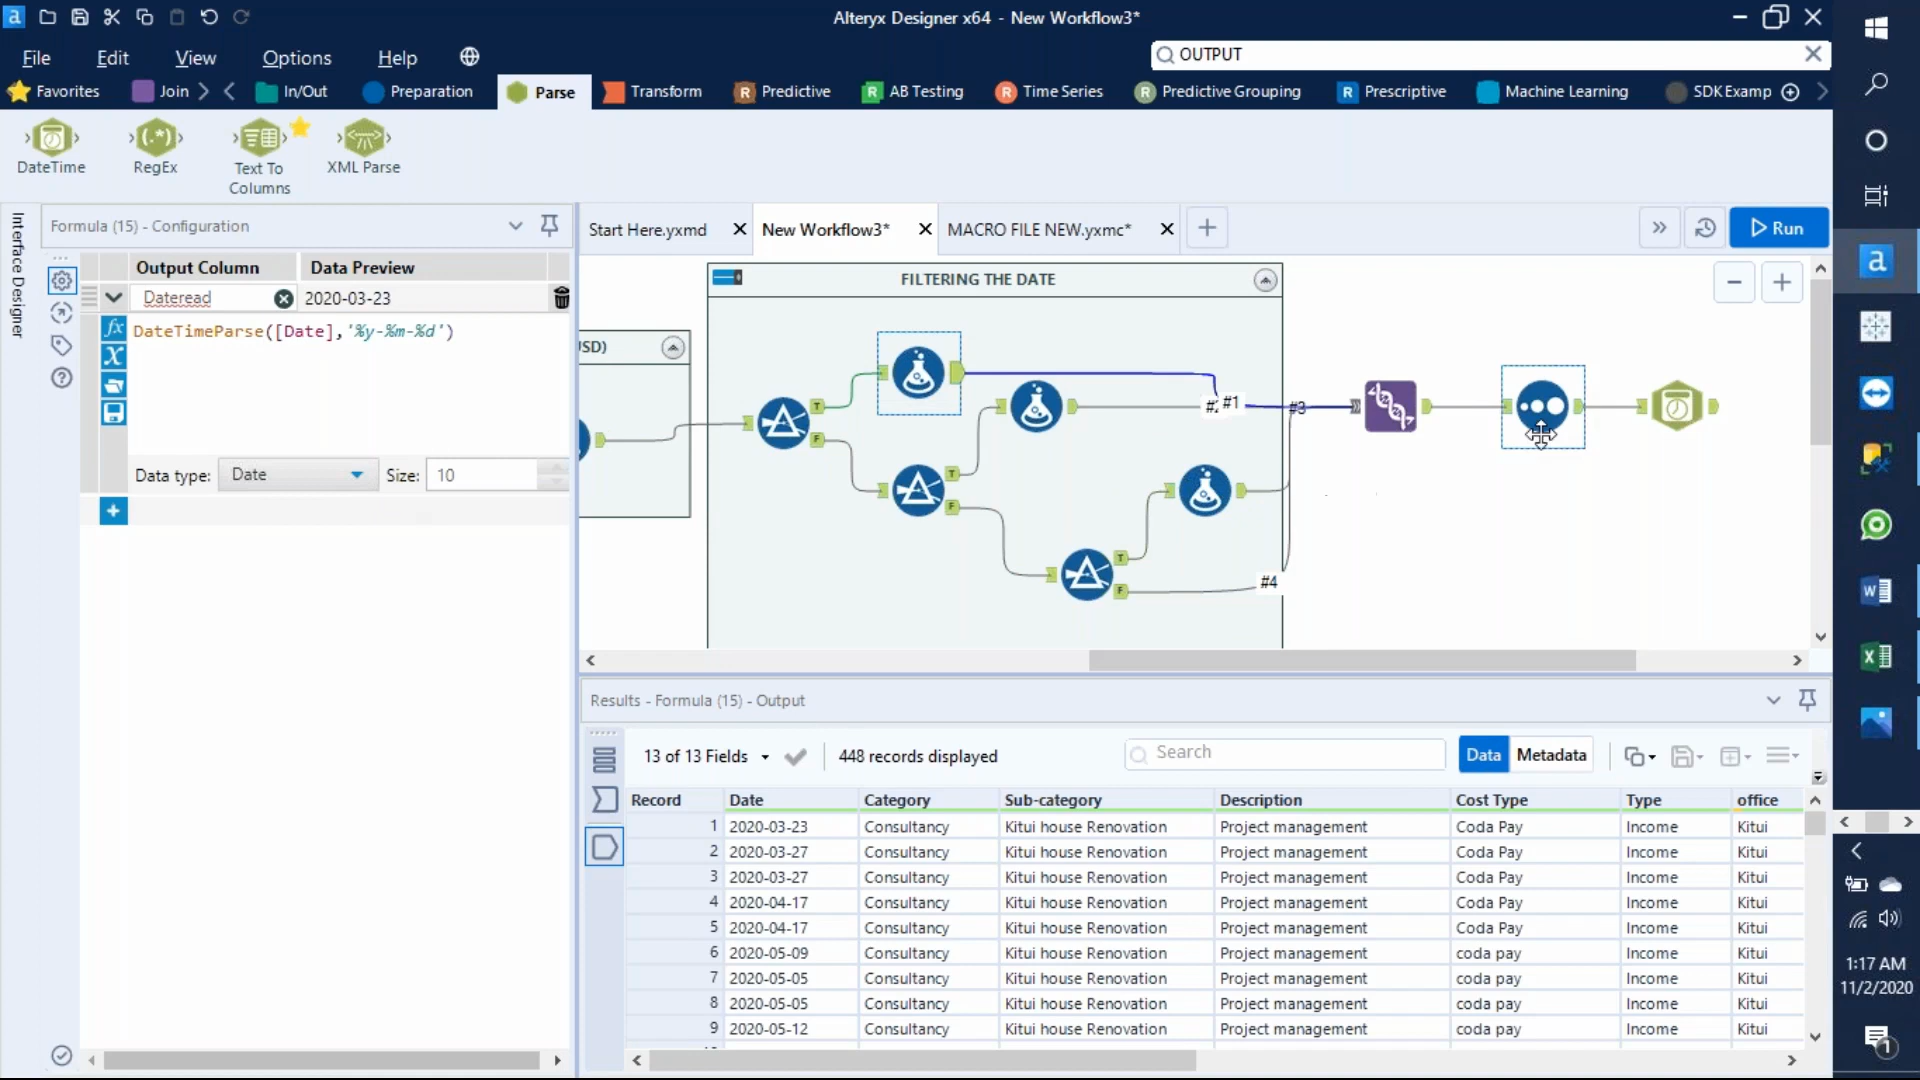 Alteryx Designer x64 - New Workflow3*
File Edit View Options Help
OUTPUT
Favorites Join In/Out Preparation Parse Transform Predictive AB Testing Time Series Predictive Grouping Prescriptive Machine Learning SDK Examp
DateTime RegEx Text To Columns XML Parse
Interface Designer
Formula (15) - Configuration
Output Column Data Preview
Dateread 2020-03-23
DateTimeParse([Date],'%y-%m-%d')
Data type: Date Size: 10
Start Here.yxmd New Workflow3* MACRO FILE NEW.yxmc*
Run
FILTERING THE DATE
SD)
T
F
#1 #3
T
F
T
F
#4
Results - Formula (15) - Output
13 of 13 Fields 448 records displayed Search Data Metadata
Record Date Category Sub-category Description Cost Type Type office
1 2020-03-23 Consultancy Kitui house Renovation Project management Coda Pay Income Kitui
2 2020-03-27 Consultancy Kitui house Renovation Project management Coda Pay Income Kitui
3 2020-03-27 Consultancy Kitui house Renovation Project management Coda Pay Income Kitui
4 2020-04-17 Consultancy Kitui house Renovation Project management Coda Pay Income Kitui
5 2020-04-17 Consultancy Kitui house Renovation Project management Coda Pay Income Kitui
6 2020-05-09 Consultancy Kitui house Renovation Project management coda pay Income Kitui
7 2020-05-05 Consultancy Kitui house Renovation Project management coda pay Income Kitui
8 2020-05-05 Consultancy Kitui house Renovation Project management coda pay Income Kitui
9 2020-05-12 Consultancy Kitui house Renovation Project management coda pay Income Kitui
1:17 AM
11/2/2020
1